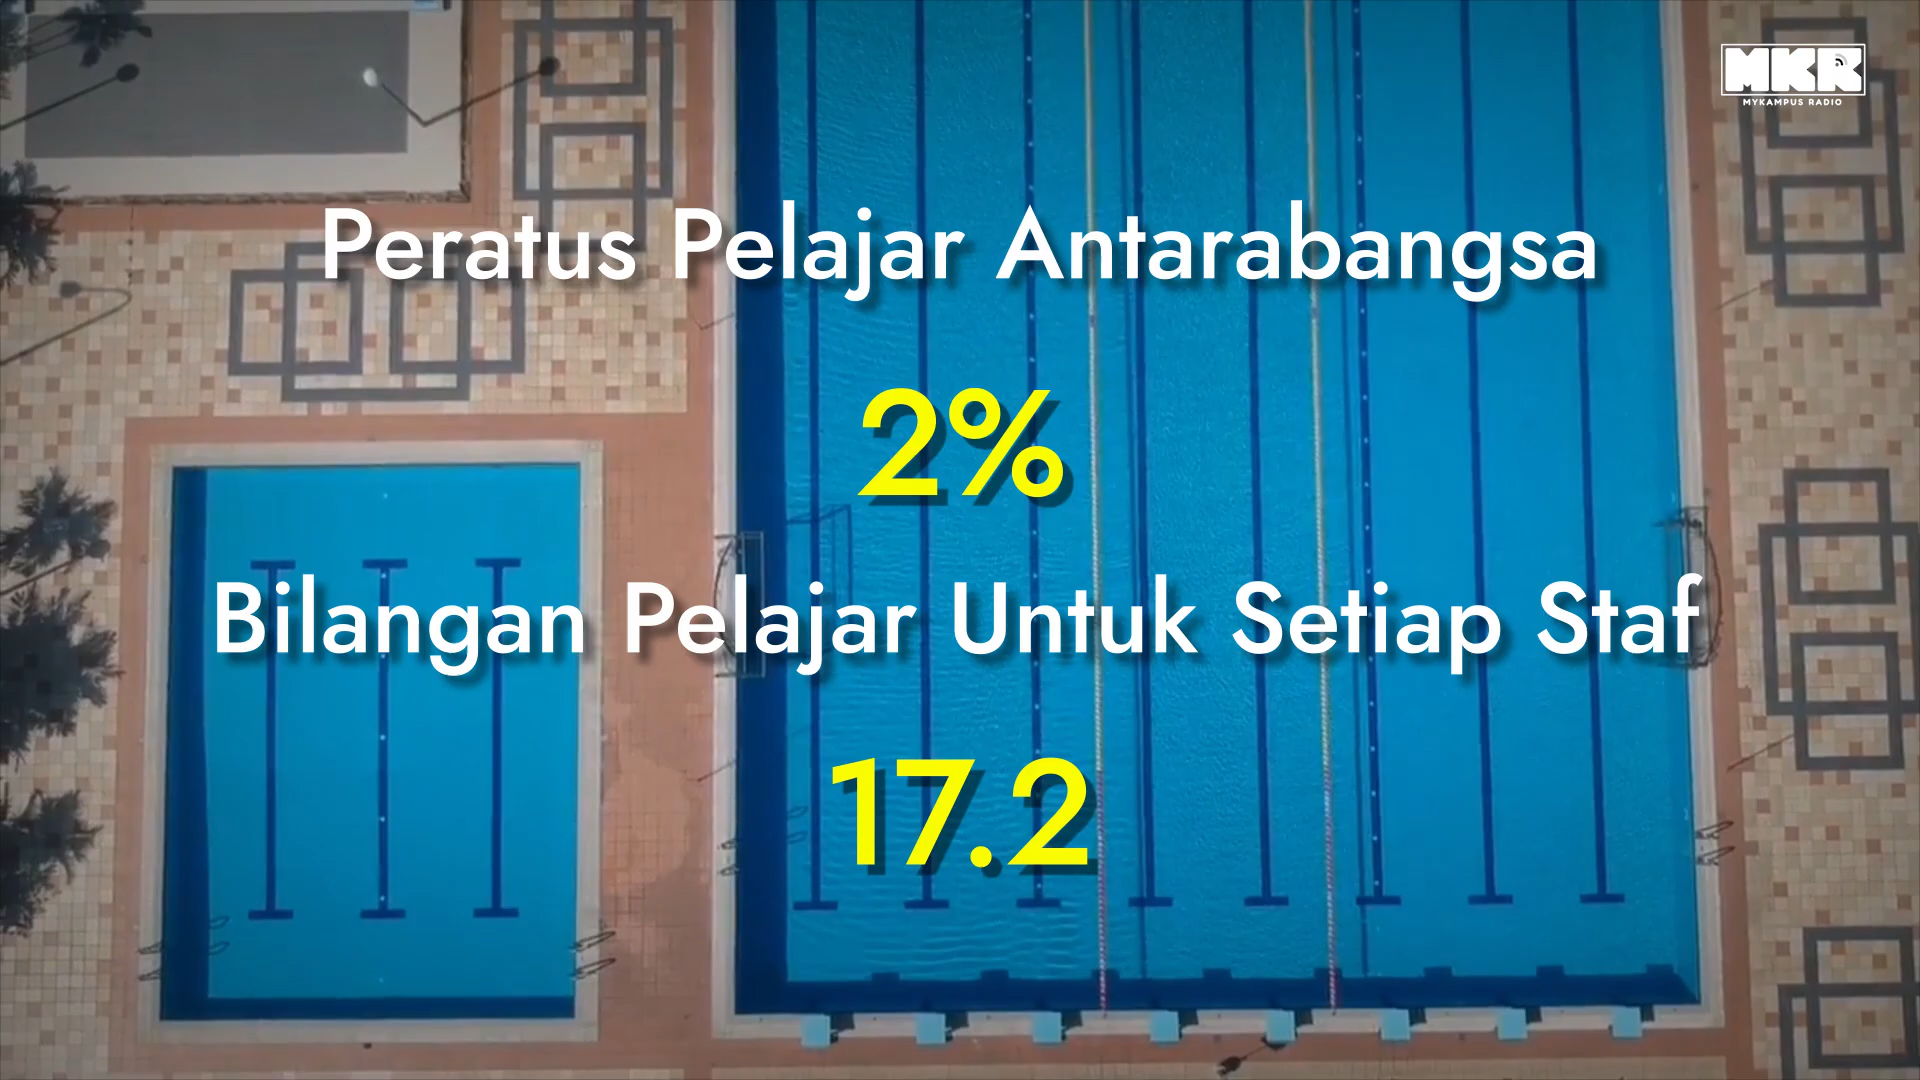 MKR
MYKAMPUS RADIO
Peratus Pelajar Antarabangsa
2%
Bilangan Pelajar Untuk Setiap Staf
17.2